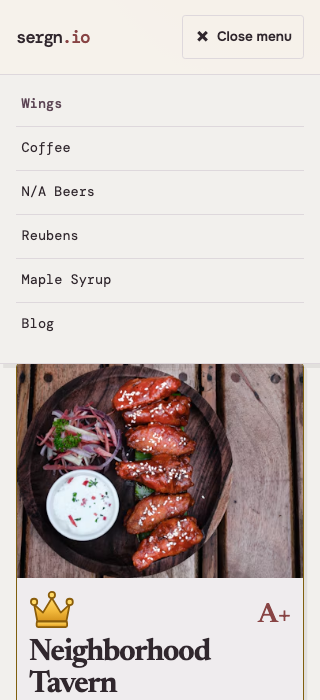 sergn.io
✖ Close menu
Wings
Coffee
N/A Beers
Reubens
Maple Syrup
Blog
A+
Neighborhood
Tavern